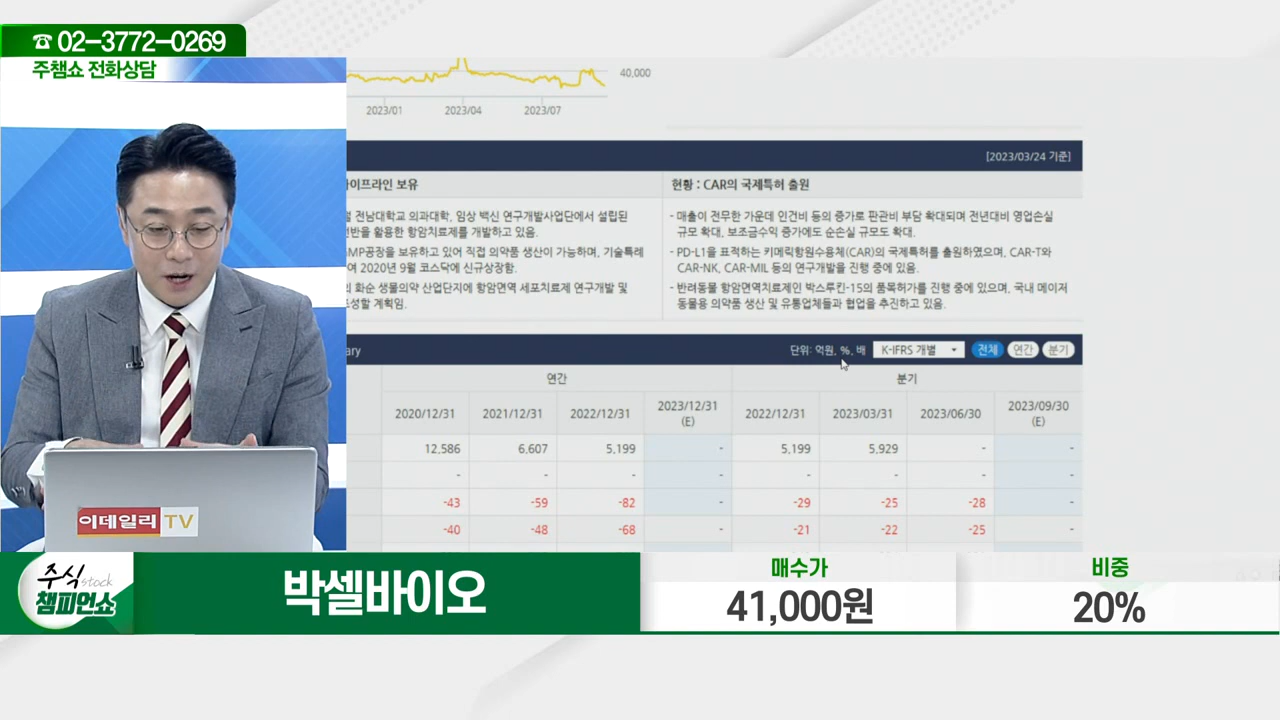 ☎ 02-3772-0269
주챔쇼 전화상담
40,000
2023/01 2023/04 2023/07
[2023/03/24 기준]
이프라인 보유
현황 : CAR의 국제특허 출원
전남대학교 의과대학, 임상 백신 연구개발사업단에서 설립된
반을 활용한 항암치료제를 개발하고 있음.
MP공장을 보유하고 있어 직접 의약품 생산이 가능하며, 기술특례
여 2020년 9월 코스닥에 신규상장함.
화순 생물의약 산업단지에 항암면역 세포치료제 연구개발 및
조성할 계획임.
- 매출이 전무한 가운데 인건비 등의 증가로 판관비 부담 확대되며 전년대비 영업손실
규모 확대, 보조금수익 증가에도 순손실 규모도 확대.
- PD-L1을 표적하는 키메릭항원수용체(CAR)의 국제특허를 출원하였으며, CAR-T와
CAR-NK, CAR-MIL 등의 연구개발을 진행 중에 있음.
- 반려동물 항암면역치료제인 박스루킨-15의 품목허가를 진행 중에 있으며, 국내 메이저
동물용 의약품 생산 및 유통업체들과 협업을 추진하고 있음.
ary
단위: 억원, %, 배 K-IFRS 개별 전체 연간 분기
연간 분기
2020/12/31 2021/12/31 2022/12/31 2023/12/31 (E) 2022/12/31 2023/03/31 2023/06/30 2023/09/30 (E)
12,586 6,607 5,199 - 5,199 5,929 - -
- - - - - - - -
-43 -59 -82 - -29 -25 -28 -
-40 -48 -68 - -21 -22 -25 -
이데일리 TV
주식 stock
챔피언쇼
박셀바이오
매수가
41,000원
비중
20%